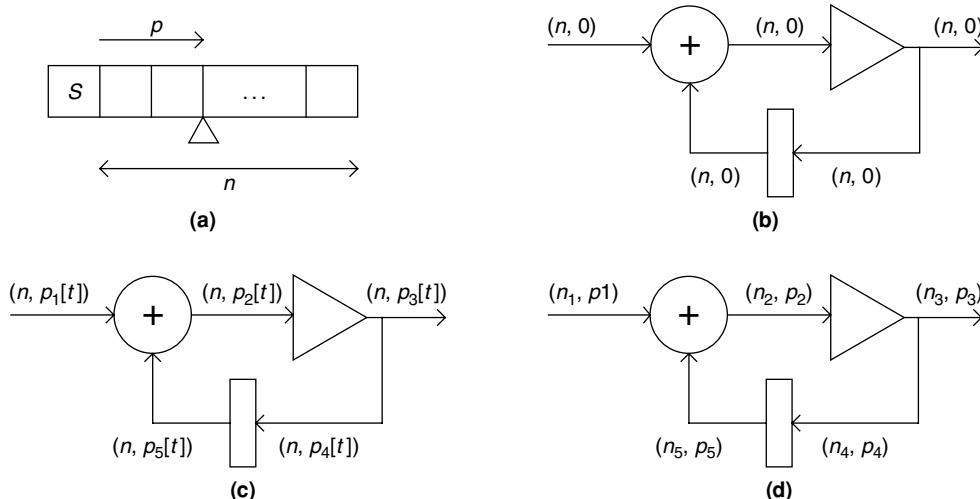 p
S
...
n
(a)
(n, 0)
(n, 0)
(n, 0)
+
(n, 0)
(n, 0)
(b)
(n, p₁[t])
(n, p₂[t])
(n, p₃[t])
+
(n, p₅[t])
(n, p₄[t])
(c)
(n₁, p1)
(n₂, p₂)
(n₃, p₃)
+
(n₅, p₅)
(n₄, p₄)
(d)